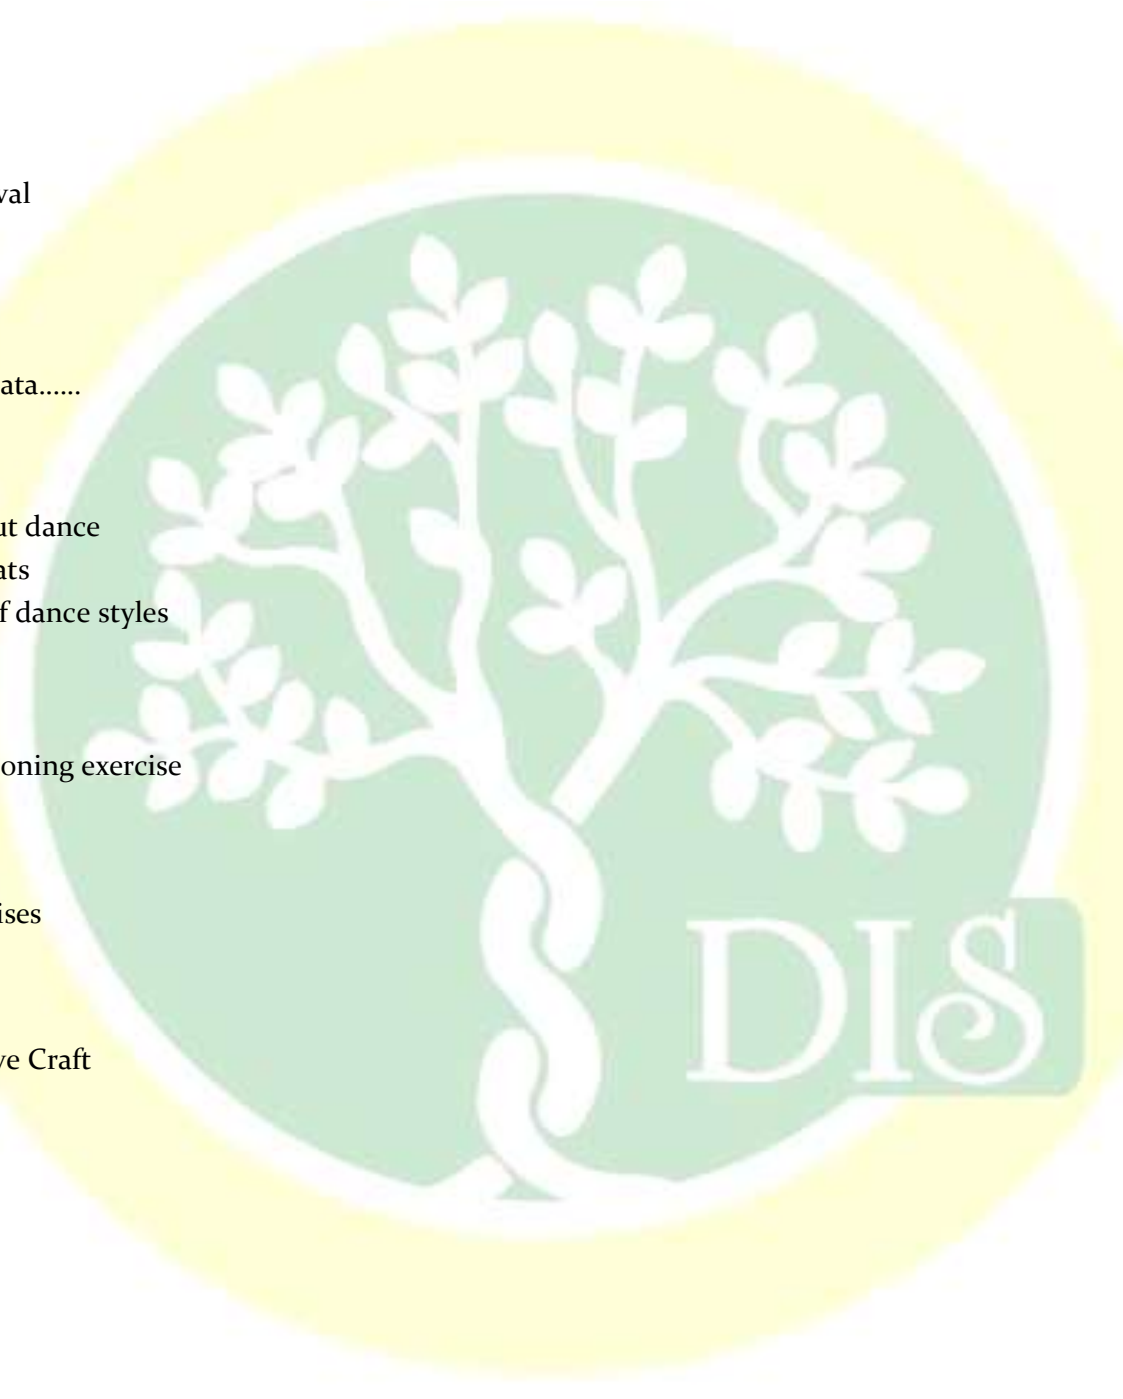 val
ata......
ut dance
ats
f dance styles
oning exercise
ises
ve Craft
DIS